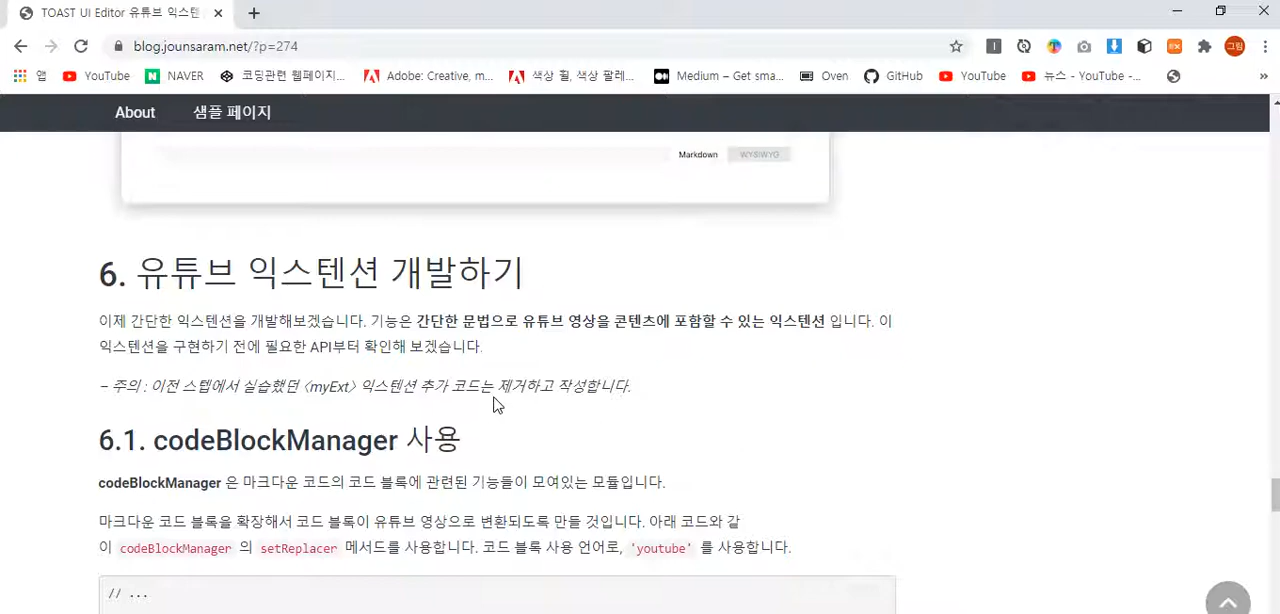 TOAST UI Editor 유튜브 익스텐
blog.jounsaram.net/?p=274
그림
앱 YouTube NAVER 코딩관련 웹페이지... Adobe: Creative, m... 색상 휠, 색상 팔레... Medium – Get sma... Oven GitHub YouTube 뉴스 - YouTube -... »
About 샘플 페이지
Markdown WYSIWYG
6. 유튜브 익스텐션 개발하기
이제 간단한 익스텐션을 개발해보겠습니다. 기능은 간단한 문법으로 유튜브 영상을 콘텐츠에 포함할 수 있는 익스텐션 입니다. 이
익스텐션을 구현하기 전에 필요한 API부터 확인해 보겠습니다.
– 주의 : 이전 스텝에서 실습했던 〈myExt〉 익스텐션 추가 코드는 제거하고 작성합니다.
6.1. codeBlockManager 사용
codeBlockManager 은 마크다운 코드의 코드 블록에 관련된 기능들이 모여있는 모듈입니다.
마크다운 코드 블록을 확장해서 코드 블록이 유튜브 영상으로 변환되도록 만들 것입니다. 아래 코드와 같
이 codeBlockManager 의 setReplacer 메서드를 사용합니다. 코드 블록 사용 언어로, 'youtube' 를 사용합니다.
// ...